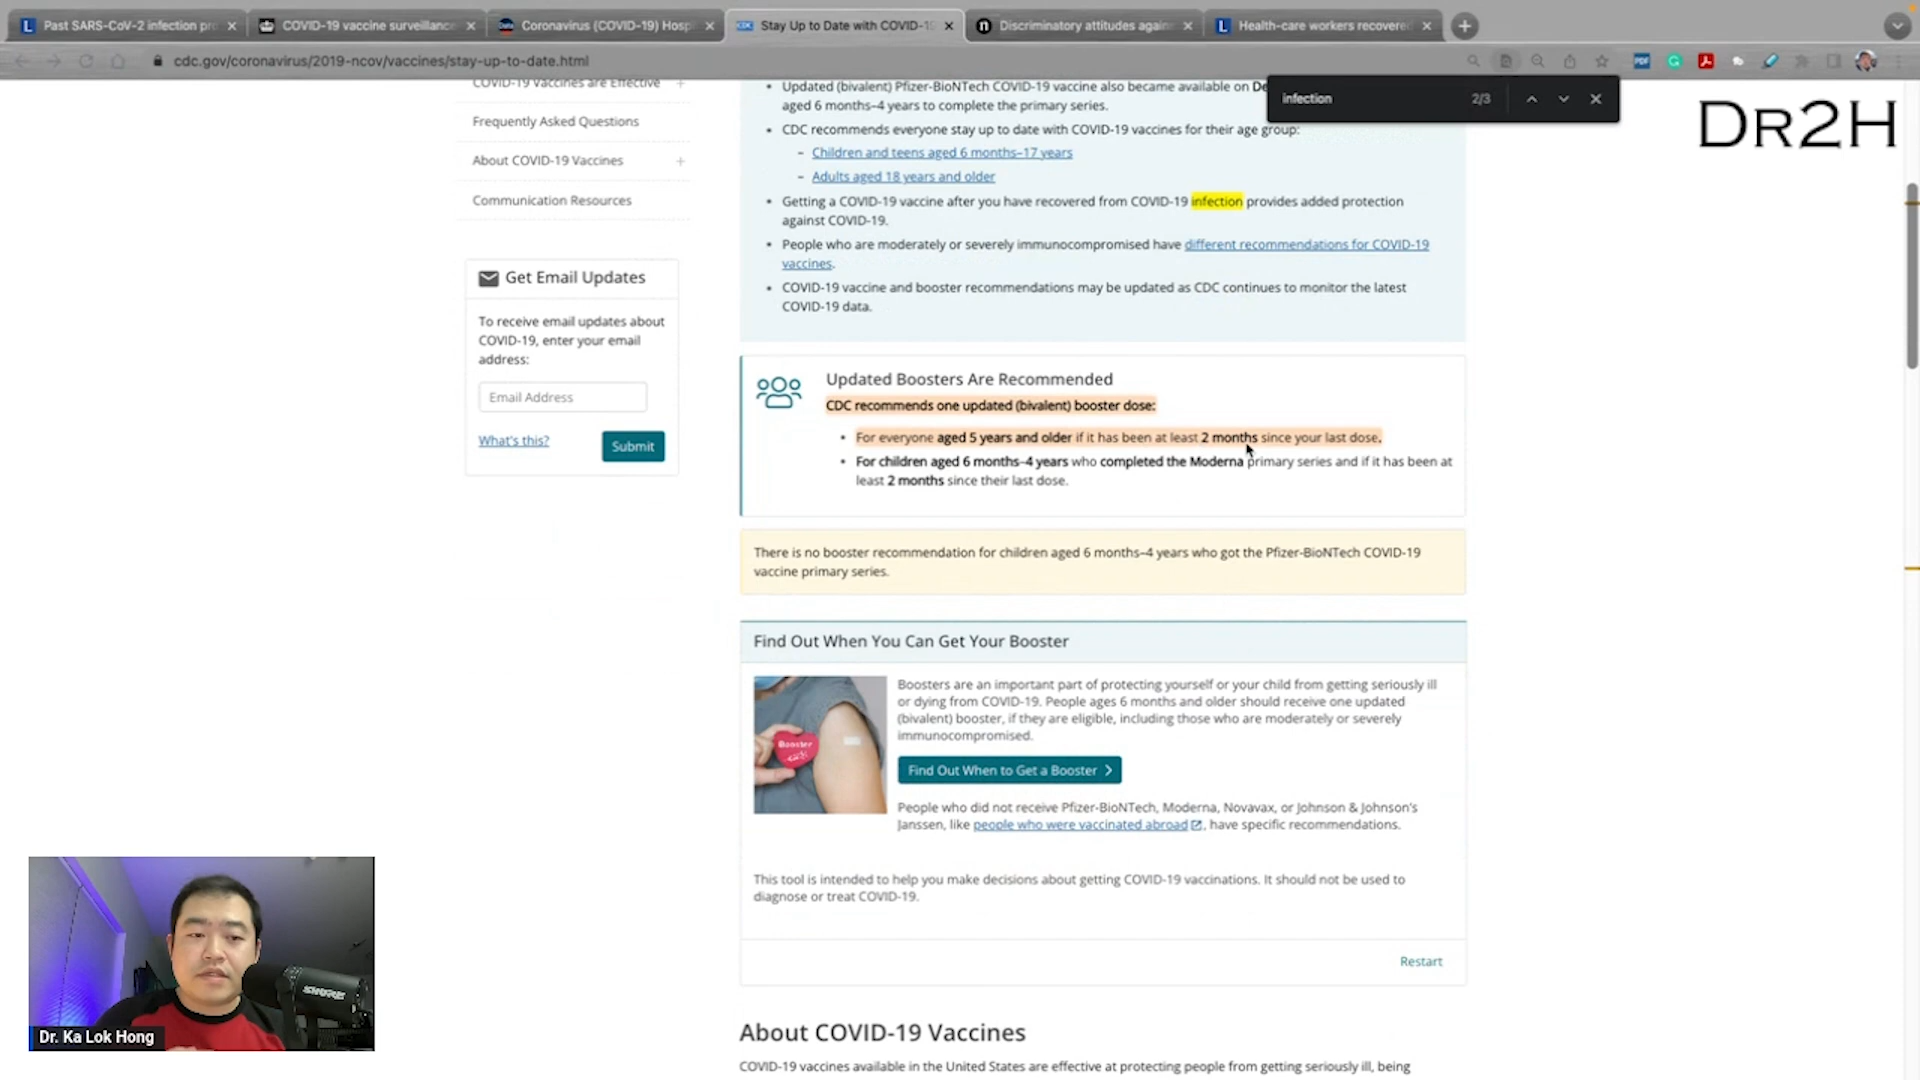 Past SARS-CoV-2 infection pro
COVID-19 vaccine surveillance
Coronavirus (COVID-19) Hospi
Stay Up to Date with COVID-19
Discriminatory attitudes again
Health-care workers recovered
cdc.gov/coronavirus/2019-ncov/vaccines/stay-up-to-date.html
infection 2/3
DR2H
COVID-19 Vaccines are Effective
Frequently Asked Questions
About COVID-19 Vaccines
Communication Resources
Get Email Updates
To receive email updates about
COVID-19, enter your email
address:
Email Address
What's this?
Submit
• Updated (bivalent) Pfizer-BioNTech COVID-19 vaccine also became available on De
aged 6 months–4 years to complete the primary series.
• CDC recommends everyone stay up to date with COVID-19 vaccines for their age group:
– Children and teens aged 6 months–17 years
– Adults aged 18 years and older
• Getting a COVID-19 vaccine after you have recovered from COVID-19 infection provides added protection
against COVID-19.
• People who are moderately or severely immunocompromised have different recommendations for COVID-19
vaccines.
• COVID-19 vaccine and booster recommendations may be updated as CDC continues to monitor the latest
COVID-19 data.
Updated Boosters Are Recommended
CDC recommends one updated (bivalent) booster dose:
• For everyone aged 5 years and older if it has been at least 2 months since your last dose.
• For children aged 6 months–4 years who completed the Moderna primary series and if it has been at
least 2 months since their last dose.
There is no booster recommendation for children aged 6 months–4 years who got the Pfizer-BioNTech COVID-19
vaccine primary series.
Find Out When You Can Get Your Booster
Booster
Boosters are an important part of protecting yourself or your child from getting seriously ill
or dying from COVID-19. People ages 6 months and older should receive one updated
(bivalent) booster, if they are eligible, including those who are moderately or severely
immunocompromised.
Find Out When to Get a Booster
People who did not receive Pfizer-BioNTech, Moderna, Novavax, or Johnson & Johnson's
Janssen, like people who were vaccinated abroad, have specific recommendations.
This tool is intended to help you make decisions about getting COVID-19 vaccinations. It should not be used to
diagnose or treat COVID-19.
Restart
About COVID-19 Vaccines
COVID-19 vaccines available in the United States are effective at protecting people from getting seriously ill, being
SHURE
Dr. Ka Lok Hong